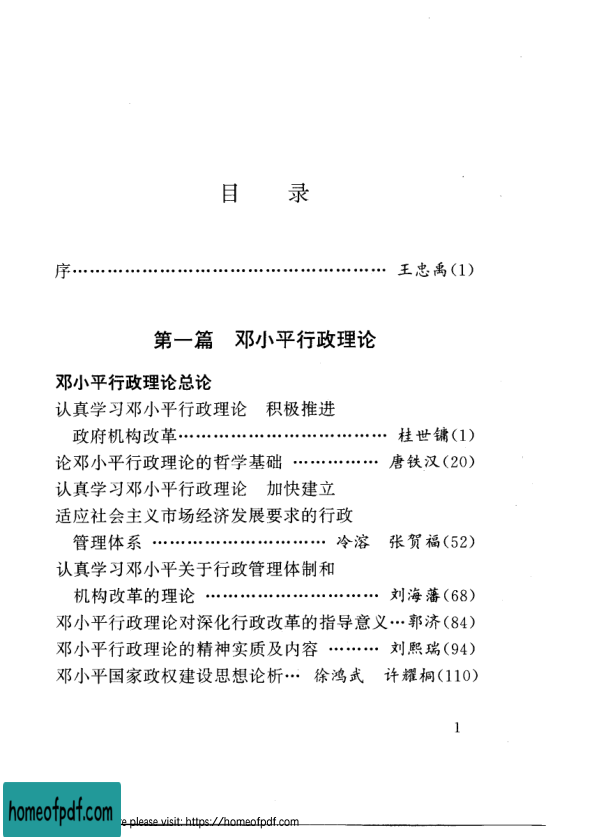 目 录
序………………………………………………… 王忠禹(1)
第一篇 邓小平行政理论
邓小平行政理论总论
认真学习邓小平行政理论 积极推进
政府机构改革……………………………… 桂世镛(1)
论邓小平行政理论的哲学基础 …………… 唐铁汉(20)
认真学习邓小平行政理论 加快建立
适应社会主义市场经济发展要求的行政
管理体系 ………………………… 冷溶 张贺福(52)
认真学习邓小平关于行政管理体制和
机构改革的理论 ………………………… 刘海藩(68)
邓小平行政理论对深化行政改革的指导意义…郭济(84)
邓小平行政理论的精神实质及内容 ……… 刘熙瑞(94)
邓小平国家政权建设思想论析… 徐鸿武 许耀桐(110)
1
homeofpdf.com
please visit: https://homeofpdf.com